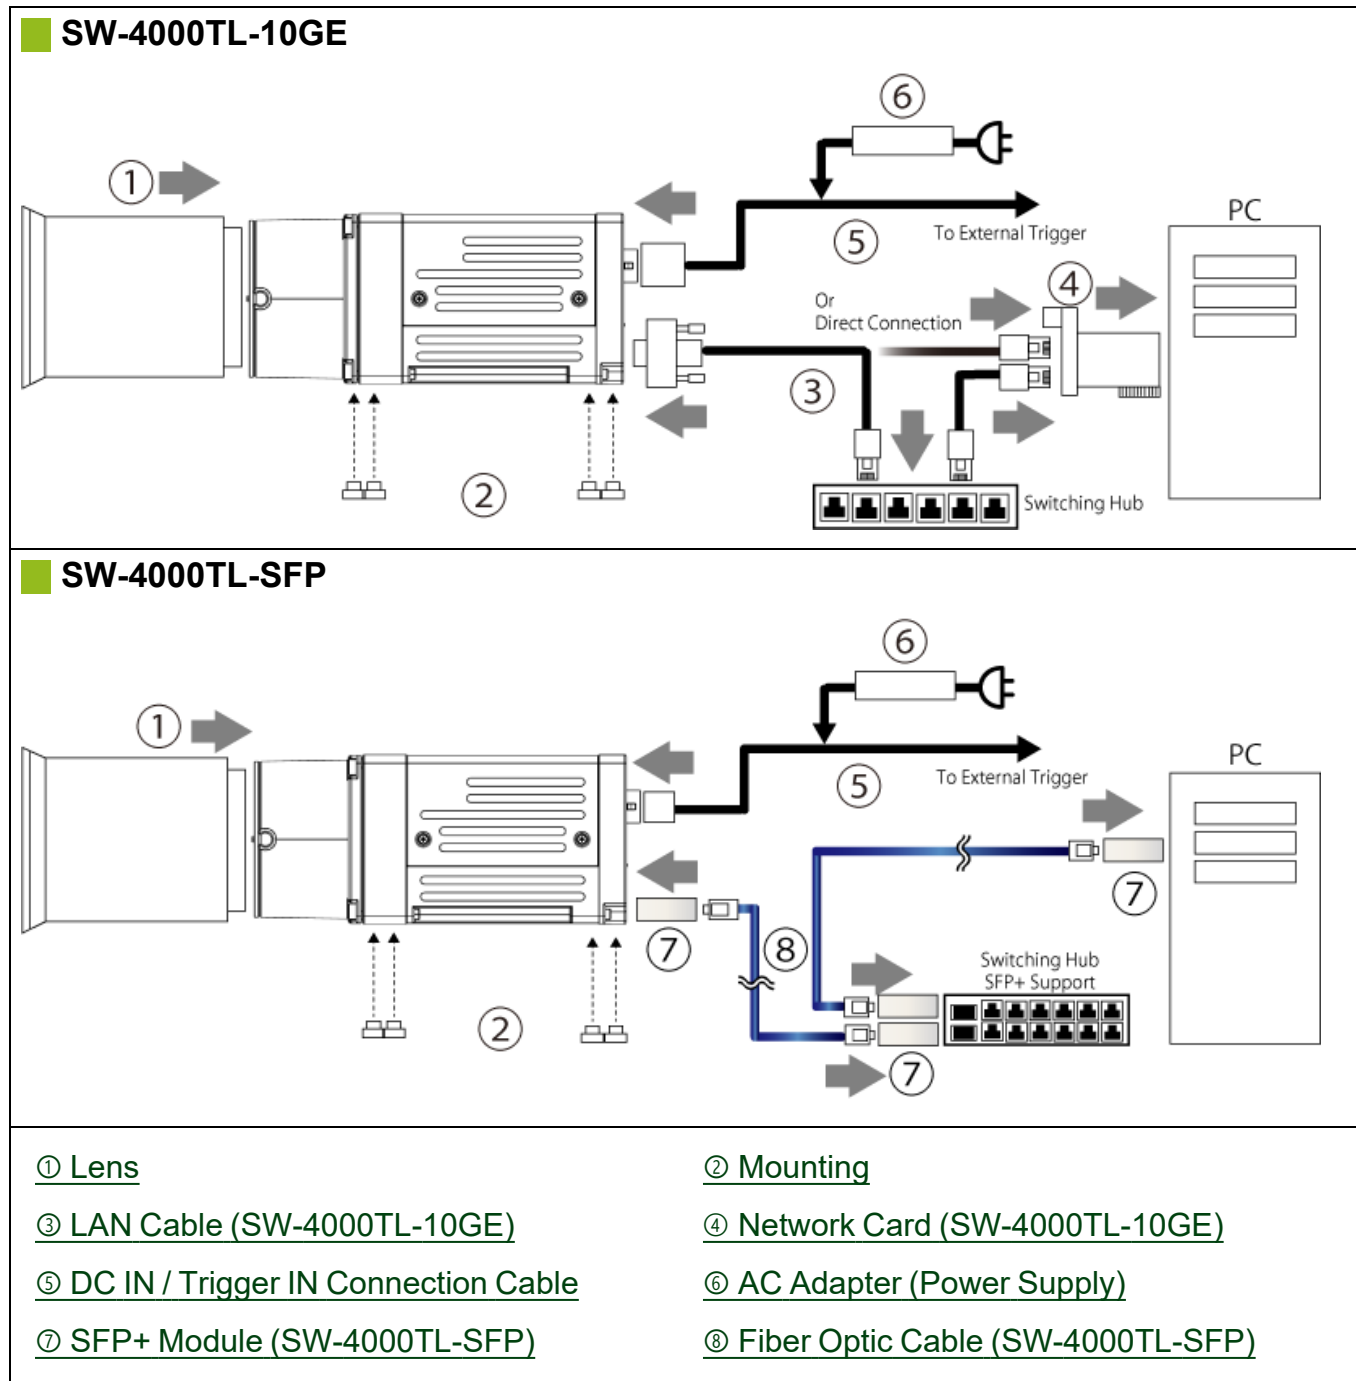 SW-4000TL-10GE
⑥
①
PC
⑤
To External Trigger
④
Or
Direct Connection
③
②
Switching Hub
SW-4000TL-SFP
⑥
①
PC
⑤
To External Trigger
⑦
⑦
⑧
Switching Hub
SFP+ Support
②
⑦
① Lens
② Mounting
③ LAN Cable (SW-4000TL-10GE)
④ Network Card (SW-4000TL-10GE)
⑤ DC IN / Trigger IN Connection Cable
⑥ AC Adapter (Power Supply)
⑦ SFP+ Module (SW-4000TL-SFP)
⑧ Fiber Optic Cable (SW-4000TL-SFP)